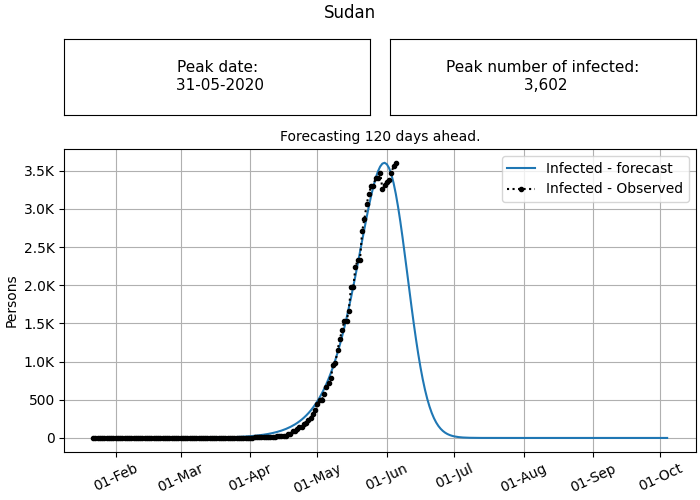 Sudan
Peak date:
31-05-2020
Peak number of infected:
3,602
Forecasting 120 days ahead.
Infected - forecast
Infected - Observed
Persons
3.5K
3.0K
2.5K
2.0K
1.5K
1.0K
500
0
01-Feb
01-Mar
01-Apr
01-May
01-Jun
01-Jul
01-Aug
01-Sep
01-Oct